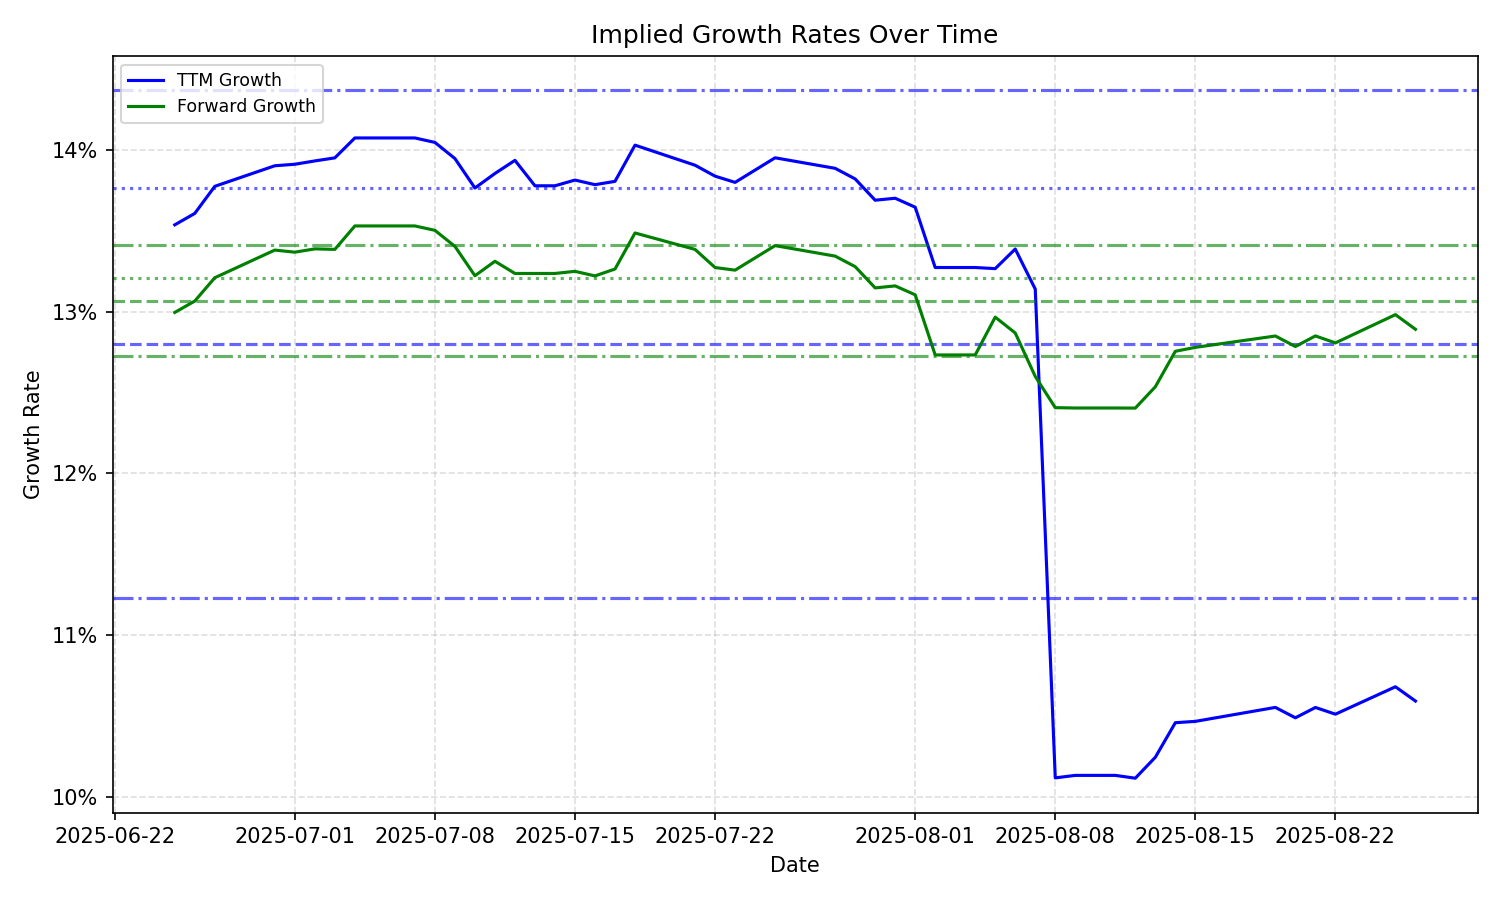 Implied Growth Rates Over Time
TTM Growth
Forward Growth
14%
13%
12%
11%
10%
Growth Rate
2025-06-22 2025-07-01 2025-07-08 2025-07-15 2025-07-22 2025-08-01 2025-08-08 2025-08-15 2025-08-22
Date